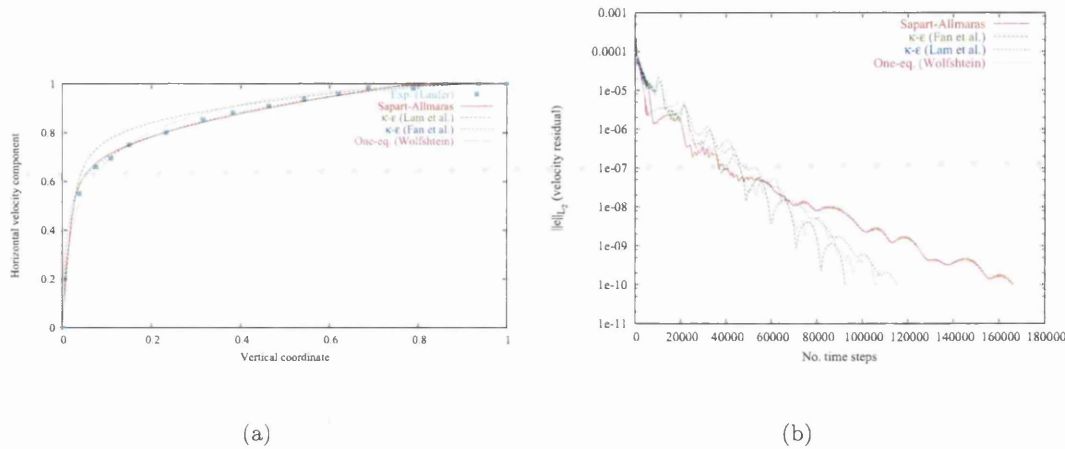 1
0.8
0.6
0.4
0.2
0
0
0.2
0.4
0.6
0.8
1
Horizontal velocity component
Vertical coordinate
Exp. (Laufer)
Sapart-Allmaras
κ-ε (Lam et al.)
κ-ε (Fan et al.)
One-eq. (Wolfshtein)
(a)
0.001
0.0001
1e-05
1e-06
1e-07
1e-08
1e-09
1e-10
1e-11
0
20000
40000
60000
80000
100000
120000
140000
160000
180000
||e||L2 (velocity residual)
No. time steps
Sapart-Allmaras
κ-ε (Fan et al.)
κ-ε (Lam et al.)
One-eq. (Wolfshtein)
(b)